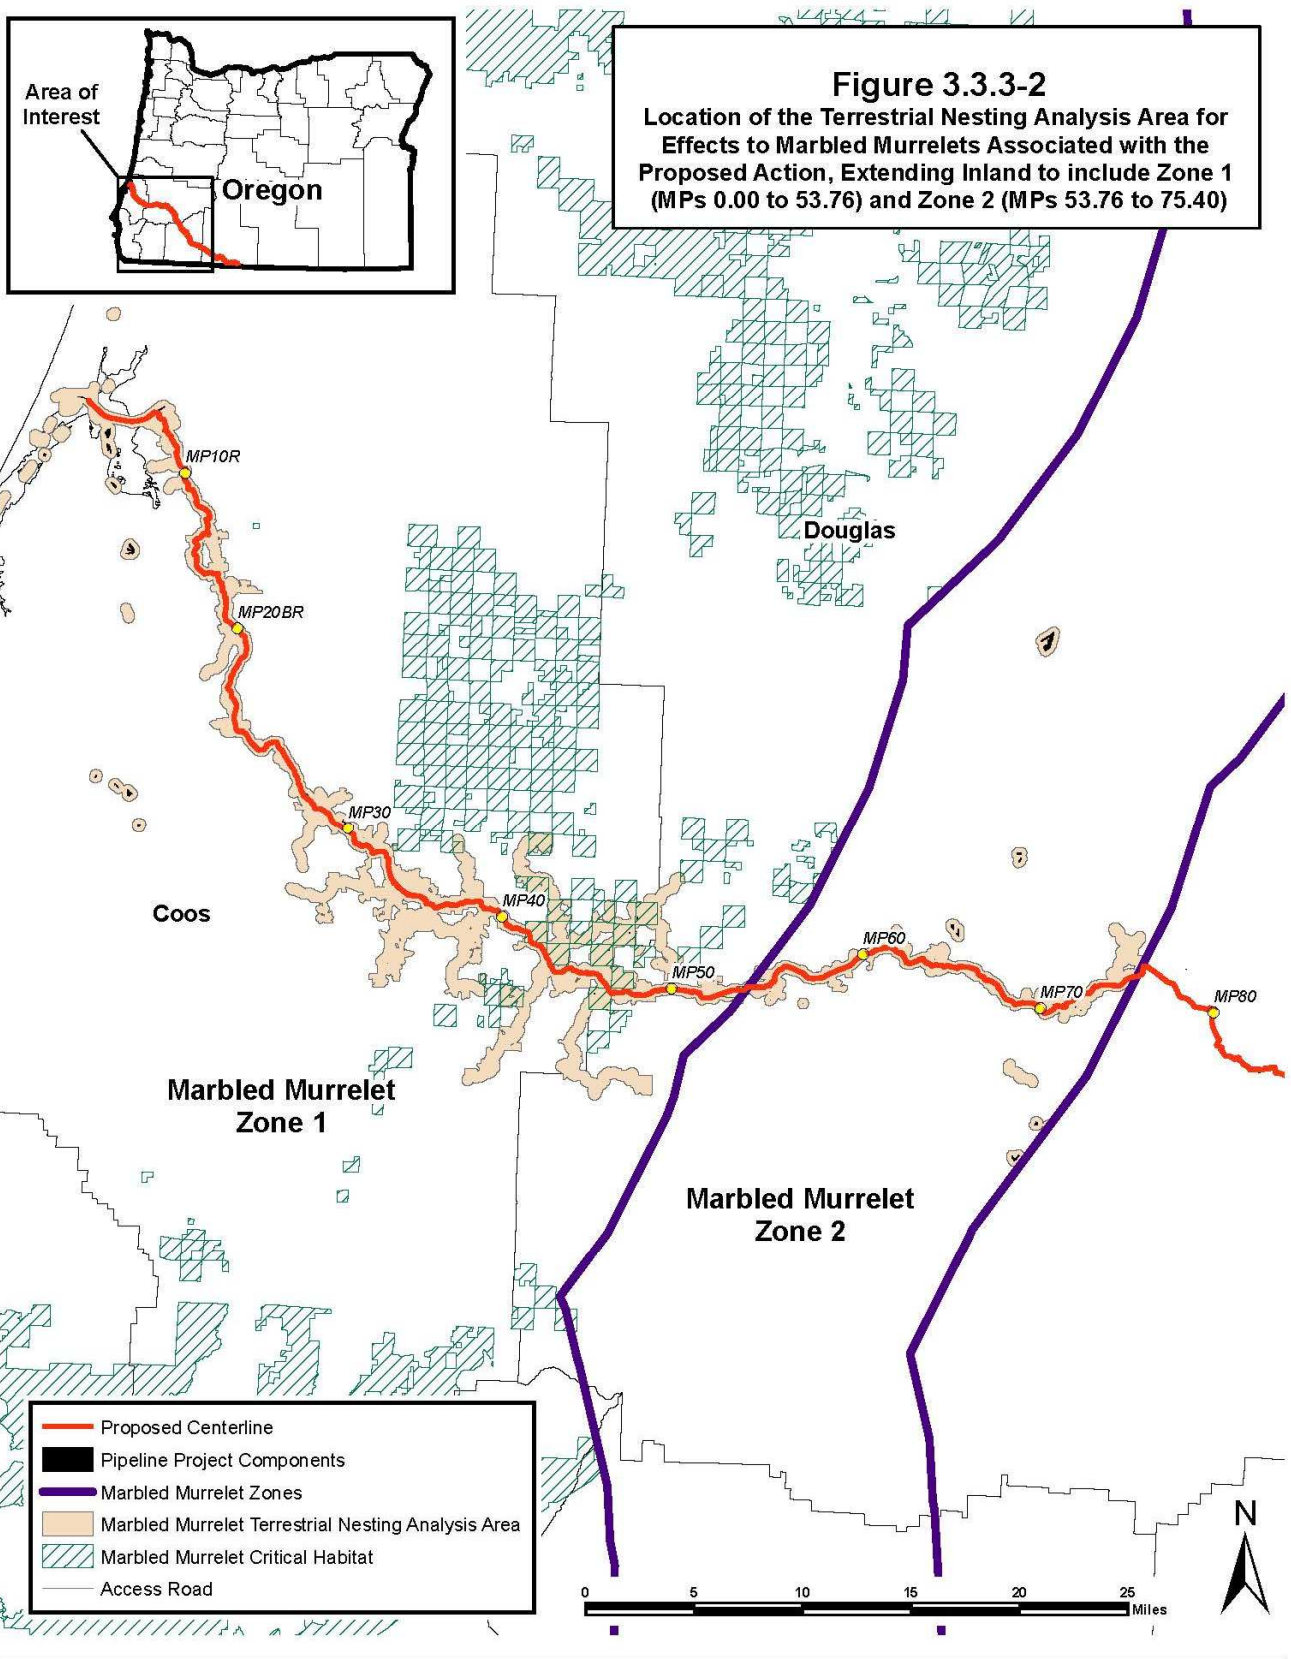 Area of
Interest
Oregon
Figure 3.3.3-2
Location of the Terrestrial Nesting Analysis Area for
Effects to Marbled Murrelets Associated with the
Proposed Action, Extending Inland to include Zone 1
(MPs 0.00 to 53.76) and Zone 2 (MPs 53.76 to 75.40)
MP10R
Douglas
MP20BR
MP30
MP40
Coos
MP60
MP50
MP70
MP80
Marbled Murrelet
Zone 1
Marbled Murrelet
Zone 2
Proposed Centerline
Pipeline Project Components
Marbled Murrelet Zones
Marbled Murrelet Terrestrial Nesting Analysis Area
Marbled Murrelet Critical Habitat
Access Road
N
0 5 10 15 20 25
Miles